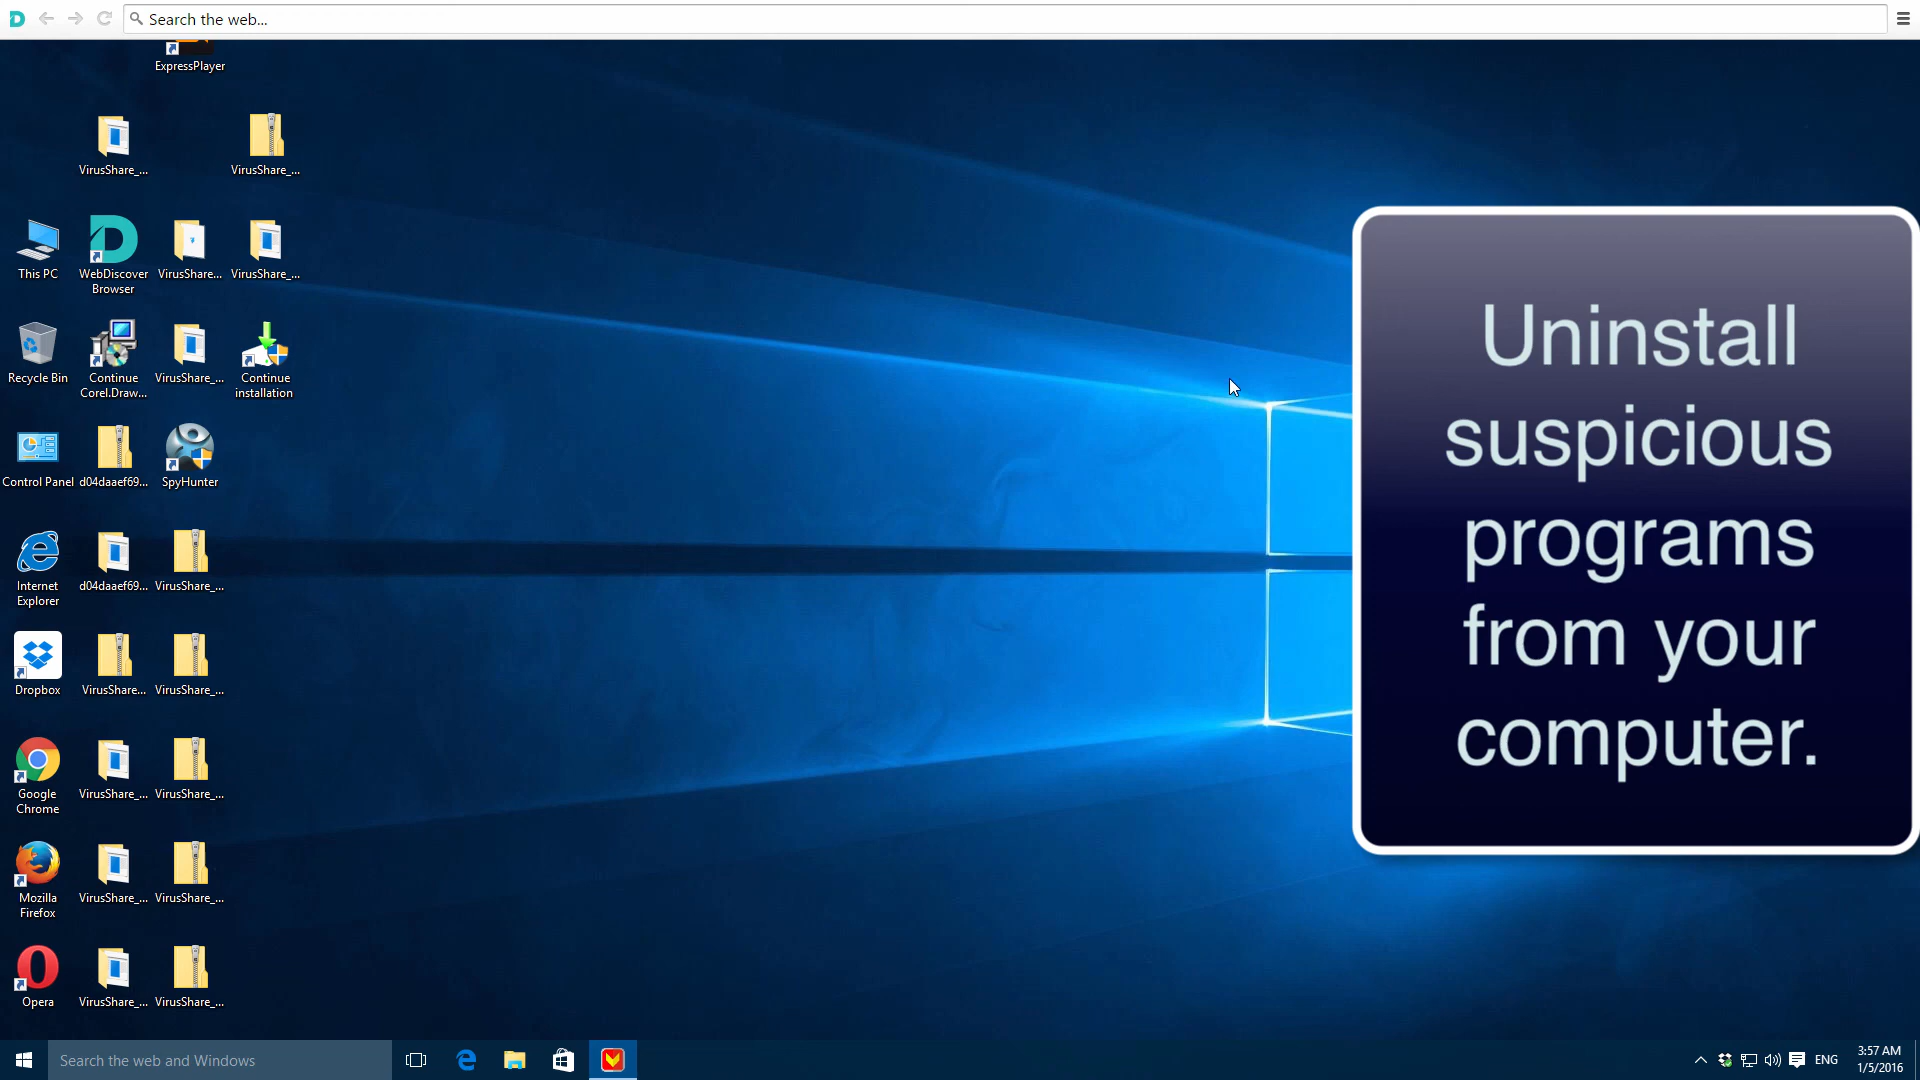 Search the web...
ExpressPlayer
VirusShare_...
VirusShare_...
This PC
WebDiscover
Browser
VirusShare...
VirusShare_...
Recycle Bin
Continue
Corel.Draw...
VirusShare_...
Continue
installation
Control Panel
d04daaef69...
SpyHunter
Internet
Explorer
d04daaef69...
VirusShare_...
Dropbox
VirusShare...
VirusShare_...
Google
Chrome
VirusShare_...
VirusShare_...
Mozilla
Firefox
VirusShare_...
VirusShare_...
Opera
VirusShare_...
VirusShare_...
Uninstall
suspicious
programs
from your
computer.
Search the web and Windows
ENG
3:57 AM
1/5/2016